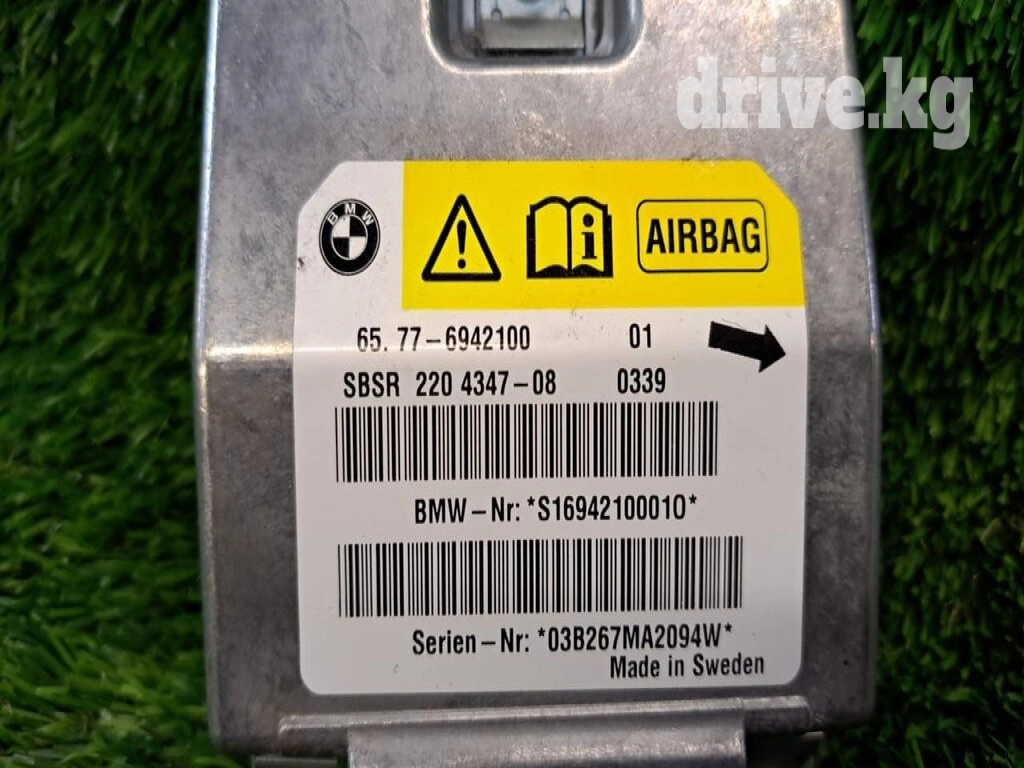 drive.kg
BMW
i AIRBAG
65. 77-6942100 01
SBSR 220 4347-08 0339
BMW-Nr: *S16942100010*
Serien-Nr: *03B267MA2094W*
Made in Sweden